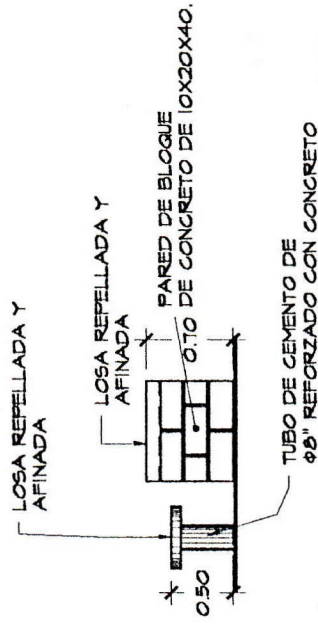 LOSA REPELLADA Y
AFINADA
LOSA REPELLADA Y
AFINADA
PARED DE BLOQUE
DE CONCRETO DE 10X20X40.
0.70
0.50
TUBO DE CEMENTO DE
Φ8" REFORZADO CON CONCRETO